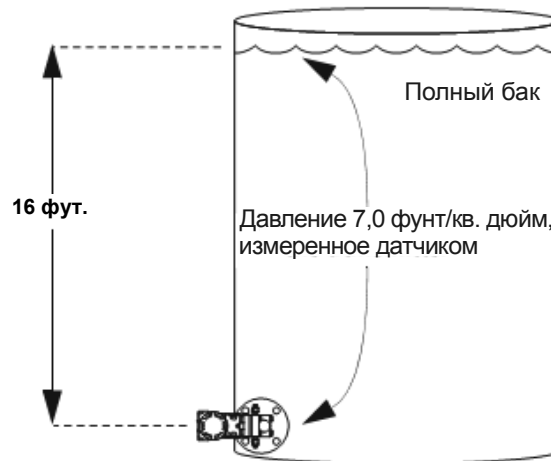 Полный бак
16 фут.
Давление 7,0 фунт/кв. дюйм,
измеренное датчиком